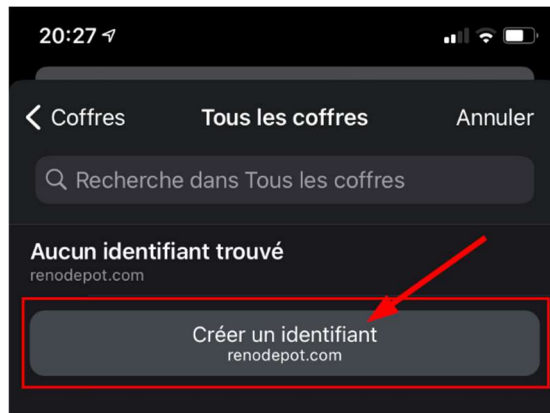 20:27
Coffres
Tous les coffres
Annuler
Recherche dans Tous les coffres
Aucun identifiant trouvé
renodepot.com
Créer un identifiant
renodepot.com